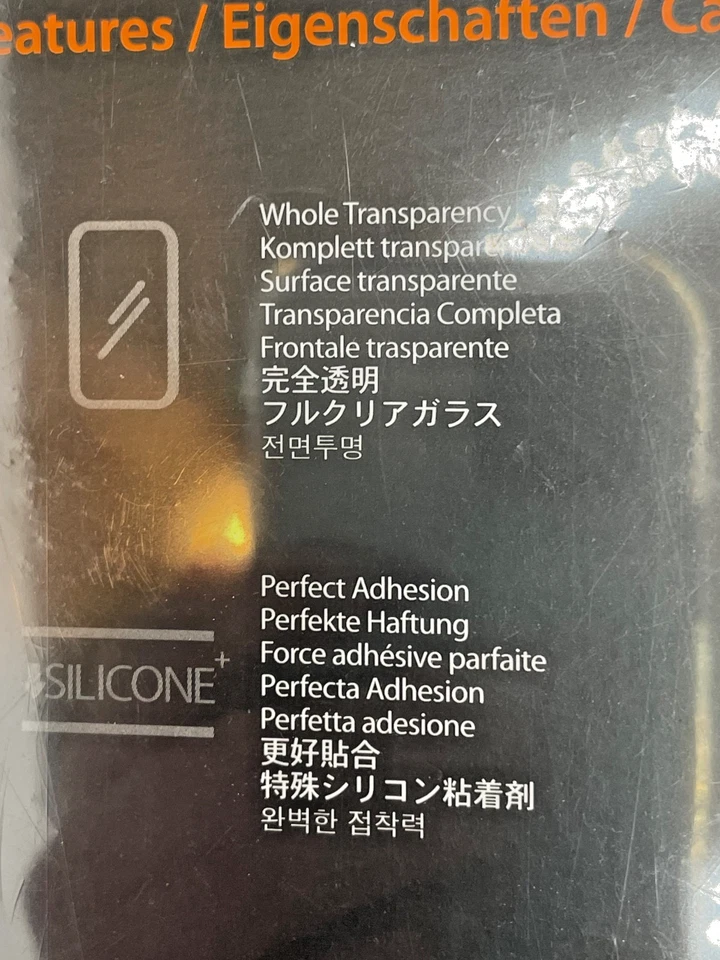 eatures / Eigenschaften / Ca
Whole Transparency
Komplett transparent
Surface transparente
Transparencia Completa
Frontale trasparente
完全透明
フルクリアガラス
전면투명
SILICONE+
Perfect Adhesion
Perfekte Haftung
Force adhésive parfaite
Perfecta Adhesion
Perfetta adesione
更好貼合
特殊シリコン粘着剤
완벽한 접착력